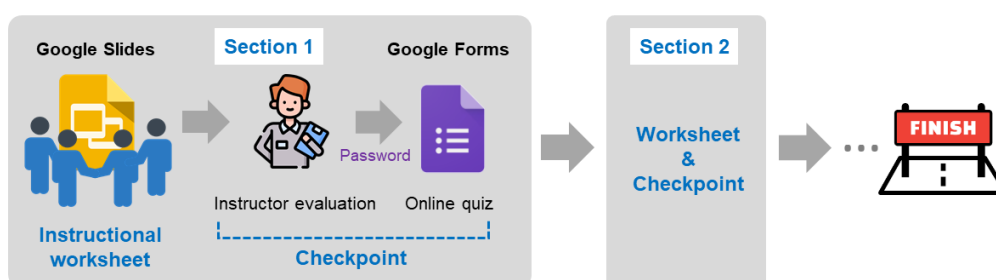 Google Slides
Section 1
Google Forms
Password
Instructor evaluation
Online quiz
Instructional
worksheet
Checkpoint
Section 2
Worksheet
&
Checkpoint
...
FINISH